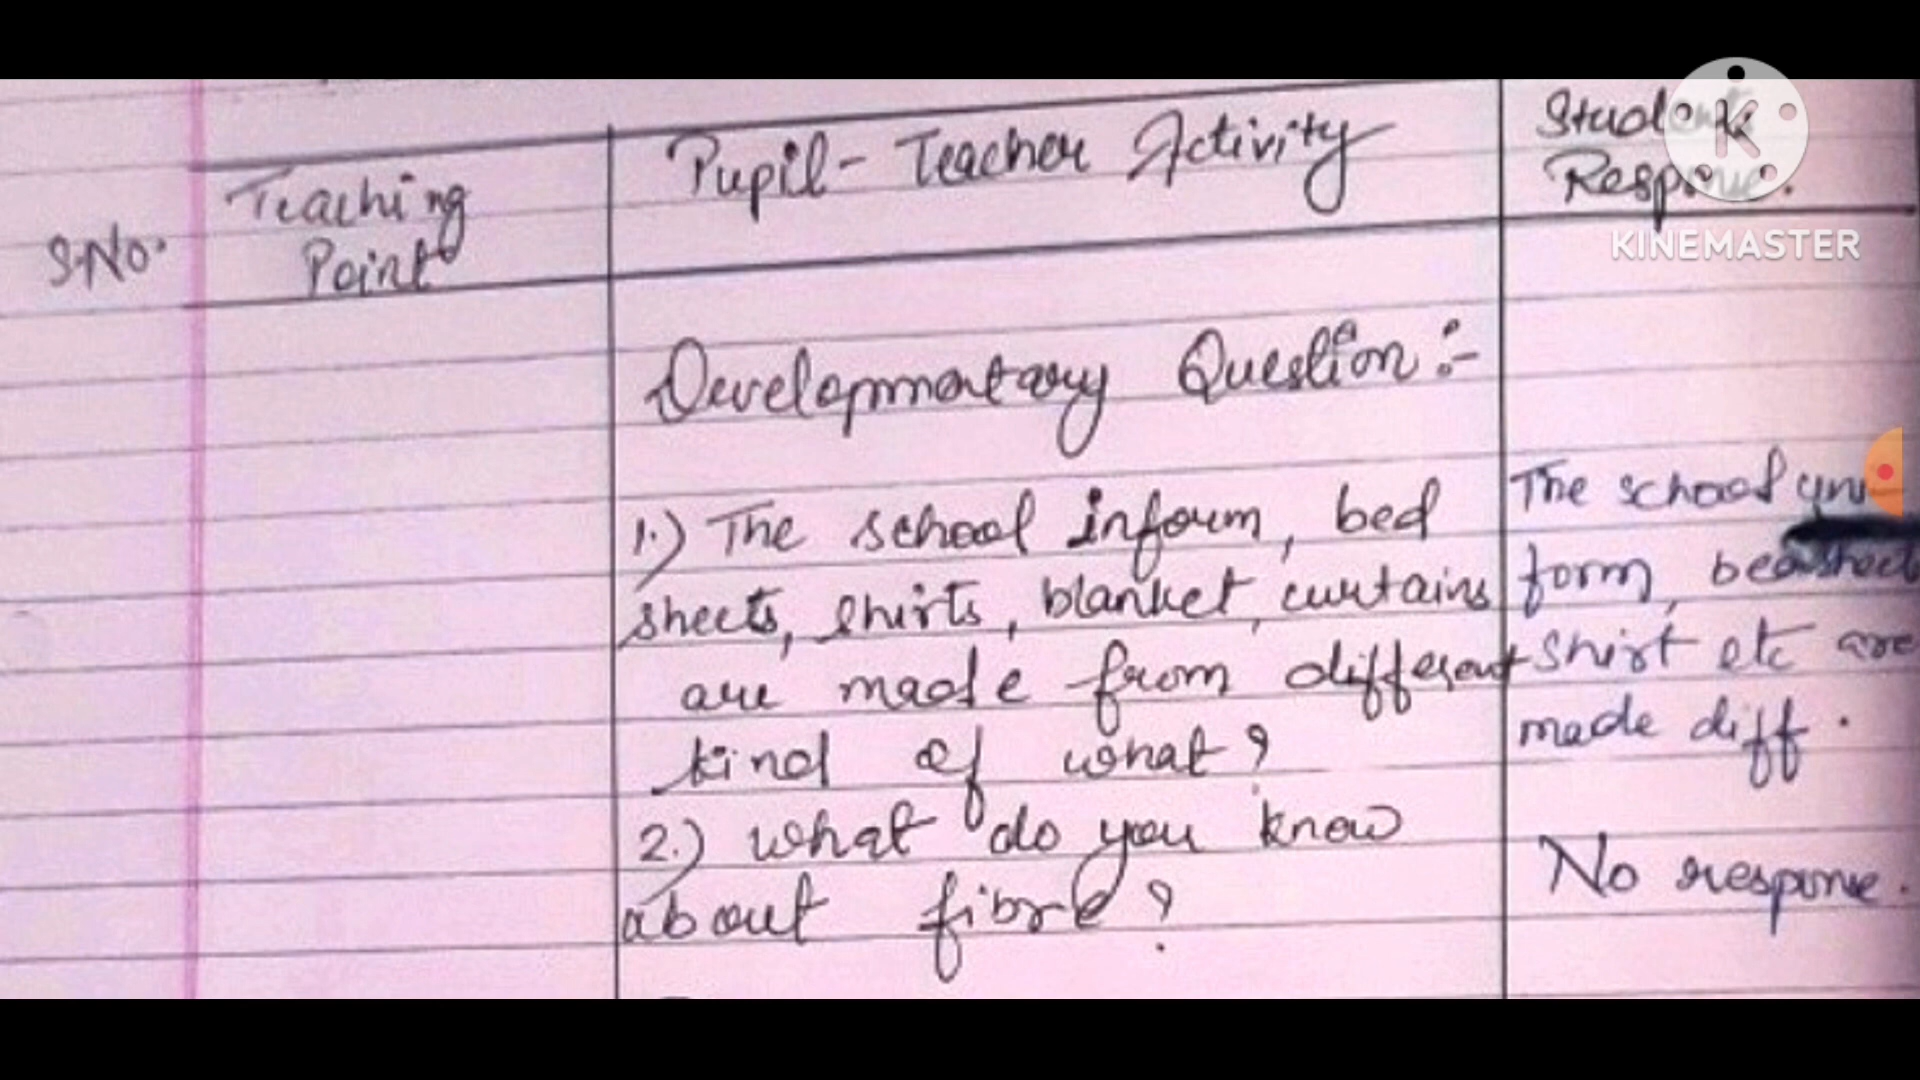 S.No.
Teaching
Point
Pupil - Teacher Activity
Student
Response.
KINEMASTER
Developmentary Question :-
1.) The school inform, bed
sheets, shirts, blanket, curtains
are made from different
kind of what?
2.) What do you know
about fibre?
The school uni
form, bedsheet
shirt etc are
made diff.
No response.